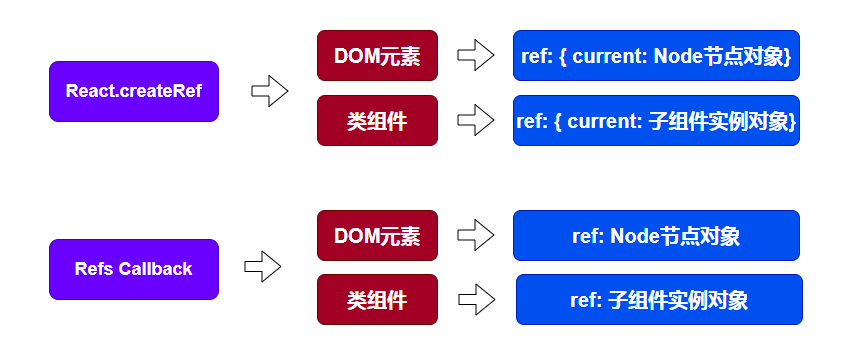 React.createRef
DOM元素
ref: { current: Node节点对象}
类组件
ref: { current: 子组件实例对象}
Refs Callback
DOM元素
ref: Node节点对象
类组件
ref: 子组件实例对象